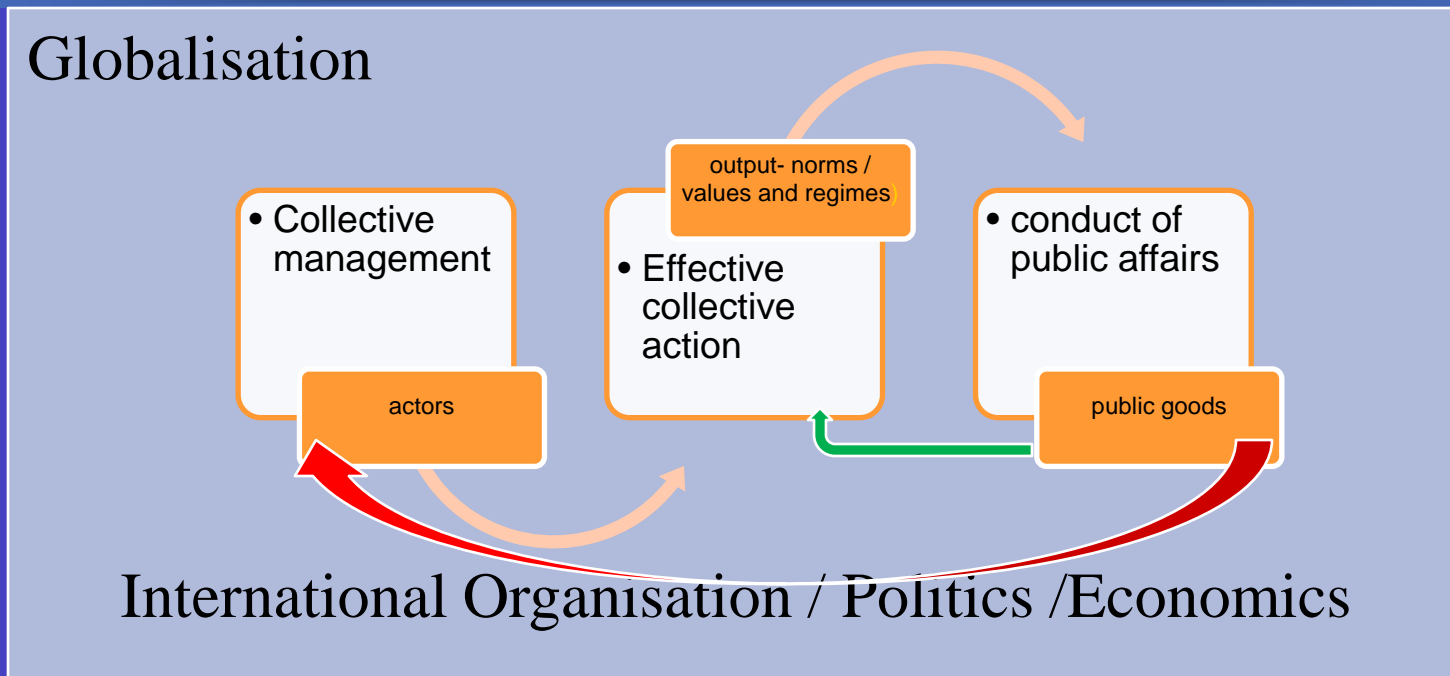 Globalisation
• Collective
management
actors
output- norms /
values and regimes)
• Effective
collective
action
• conduct of
public affairs
public goods
International Organisation / Politics /Economics